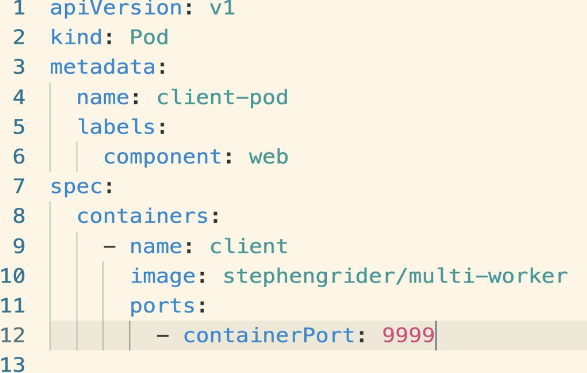 1 apiVersion: v1
2 kind: Pod
3 metadata:
4   name: client-pod
5   labels:
6     component: web
7 spec:
8   containers:
9     - name: client
10       image: stephengrider/multi-worker
11       ports:
12         - containerPort: 9999
13